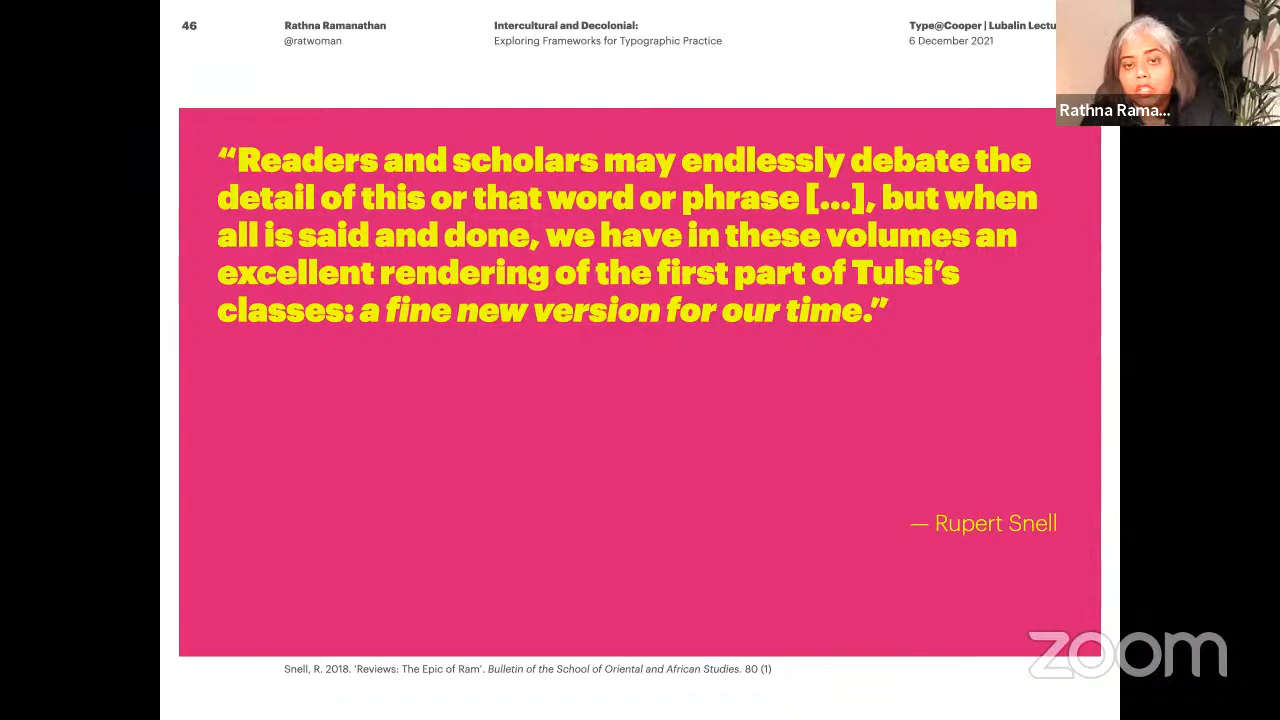 46
Rathna Ramanathan
@ratwoman
Intercultural and Decolonial:
Exploring Frameworks for Typographic Practice
Type@Cooper | Lubalin Lectu
6 December 2021
Rathna Rama...
“Readers and scholars may endlessly debate the
detail of this or that word or phrase [...], but when
all is said and done, we have in these volumes an
excellent rendering of the first part of Tulsi’s
classes: a fine new version for our time.”
— Rupert Snell
Snell, R. 2018. ‘Reviews: The Epic of Ram’. Bulletin of the School of Oriental and African Studies. 80 (1)
zoom